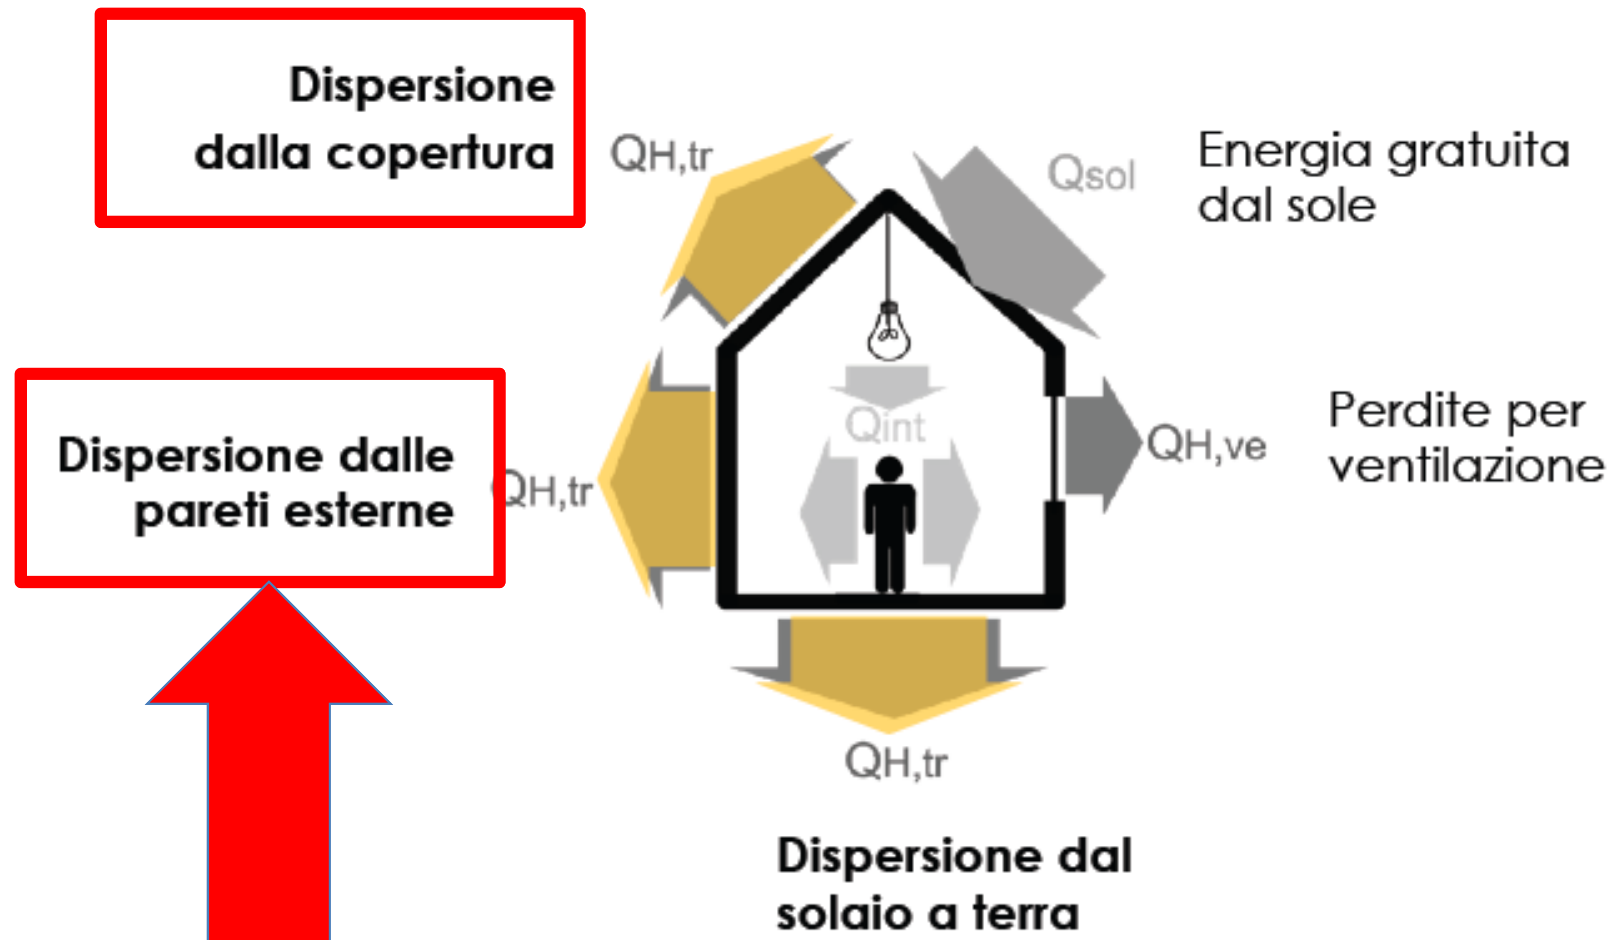 Dispersione
dalla copertura
QH,tr
Qsol
Energia gratuita
dal sole
Dispersione dalle
pareti esterne
QH,tr
Qint
QH,ve
Perdite per
ventilazione
QH,tr
Dispersione dal
solaio a terra